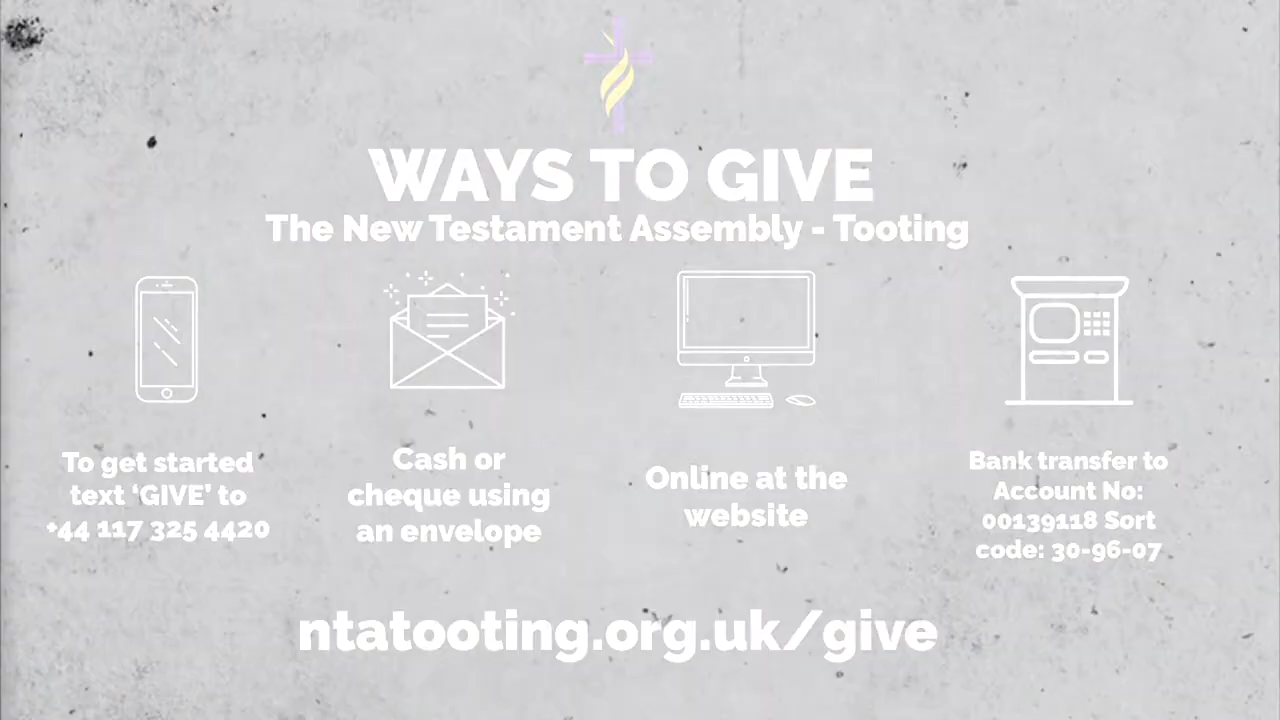 WAYS TO GIVE
The New Testament Assembly - Tooting
To get started
text ‘GIVE’ to
+44 117 325 4420
Cash or
cheque using
an envelope
Online at the
website
Bank transfer to
Account No:
00139118 Sort
code: 30-96-07
ntatooting.org.uk/give